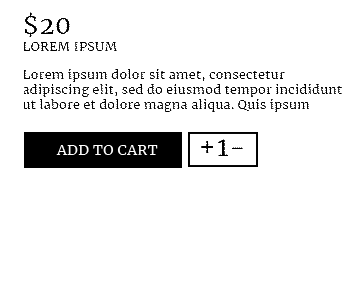 $20
LOREM IPSUM
Lorem ipsum dolor sit amet, consectetur
adipiscing elit, sed do eiusmod tempor incididunt
ut labore et dolore magna aliqua. Quis ipsum
ADD TO CART
+1−